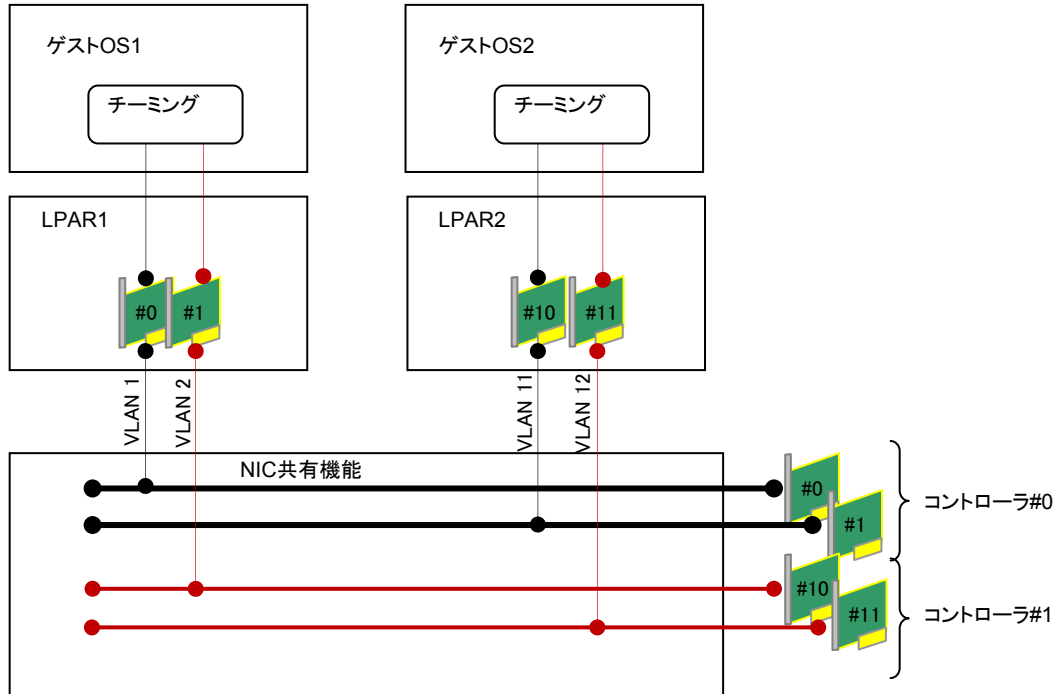 ゲストOS1
ゲストOS2
チーミング
チーミング
LPAR1
LPAR2
#0
#1
#10
#11
VLAN 1
VLAN 2
VLAN 11
VLAN 12
NIC共有機能
#0
#1
コントローラ#0
#10
#11
コントローラ#1